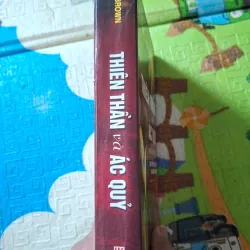 BROWN
THIÊN THẦN và ÁC QUỶ